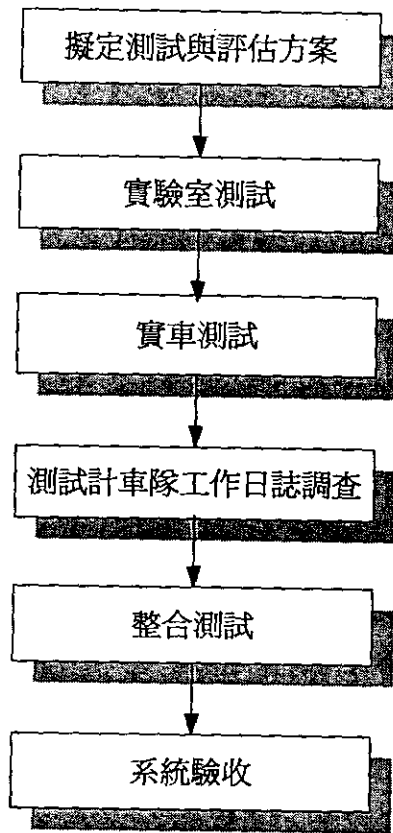 擬定測試與評估方案
實驗室測試
實車測試
測試計車隊工作日誌調查
整合測試
系統驗收